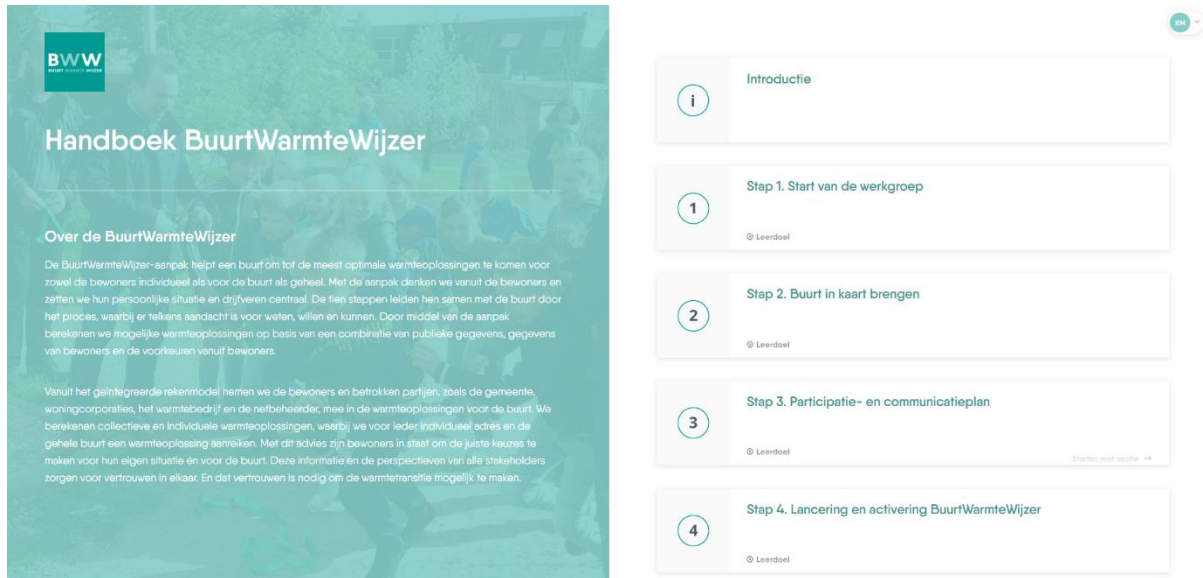 BWW
BUURT WARMTE WIJZER
Handboek BuurtWarmteWijzer
Over de BuurtWarmteWijzer
De BuurtWarmteWijzer-aanpak helpt een buurt om tot de meest optimale warmteoplossingen te komen voor
zowel de bewoners individueel als voor de buurt als geheel. Met de aanpak denken we vanuit de bewoners en
zetten we hun persoonlijke situatie en drijfveren centraal. De tien stappen leiden hen samen met de buurt door
het proces, waarbij er telkens aandacht is voor weten, willen en kunnen. Door middel van de aanpak
berekenen we mogelijke warmteoplossingen op basis van een combinatie van publieke gegevens, gegevens
van bewoners en de voorkeuren vanuit bewoners.
Vanuit het geïntegreerde rekenmodel nemen we de bewoners en betrokken partijen, zoals de gemeente,
woningcorporaties, het warmtebedrijf en de netbeheerder, mee in de warmteoplossingen voor de buurt. We
berekenen collectieve en individuele warmteoplossingen, waarbij we voor ieder individueel adres en de
gehele buurt een warmteoplossing aanreiken. Met dit advies zijn bewoners in staat om de juiste keuzes te
maken voor hun eigen situatie én voor de buurt. Deze informatie en de perspectieven van alle stakeholders
zorgen voor vertrouwen in elkaar. En dat vertrouwen is nodig om de warmtetransitie mogelijk te maken.
KM
i
Introductie
1
Stap 1. Start van de werkgroep
Leerdoel
2
Stap 2. Buurt in kaart brengen
Leerdoel
3
Stap 3. Participatie- en communicatieplan
Leerdoel
Starten met sectie →
4
Stap 4. Lancering en activering BuurtWarmteWijzer
Leerdoel